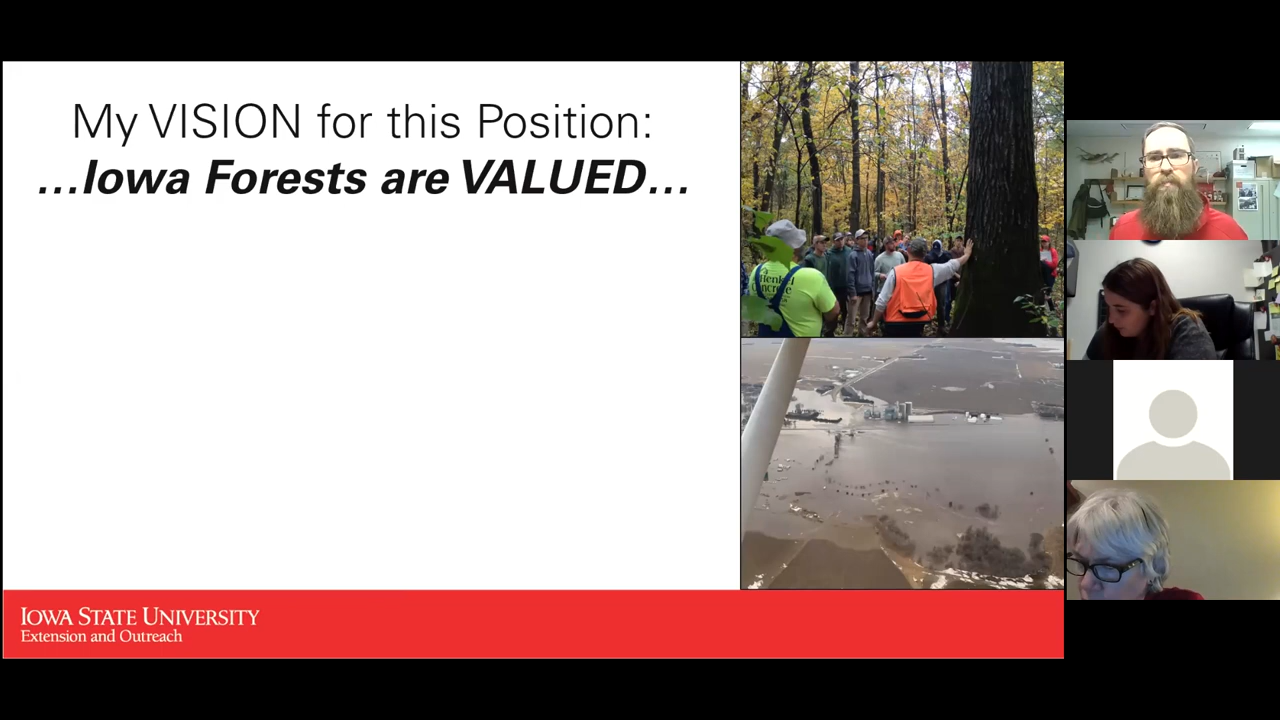 My VISION for this Position:
...Iowa Forests are VALUED...
IOWA STATE UNIVERSITY
Extension and Outreach